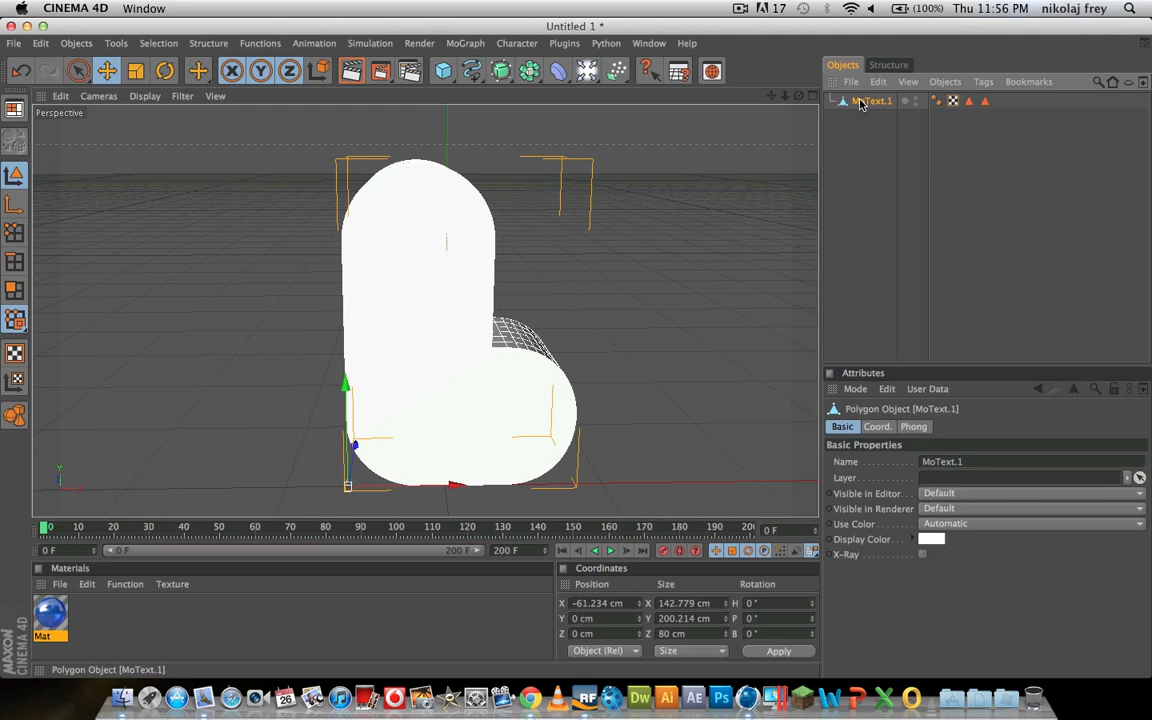 CINEMA 4D Window 17 (100%) Thu 11:56 PM nikolaj frey
Untitled 1 *
File Edit Objects Tools Selection Structure Functions Animation Simulation Render MoGraph Character Plugins Python Window Help
Objects Structure
File Edit View Objects Tags Bookmarks
Edit Cameras Display Filter View
MoText.1
Perspective
Attributes
Mode Edit User Data
Polygon Object [MoText.1]
Basic Coord. Phong
Basic Properties
Name MoText.1
Layer
Visible in Editor Default
Visible in Renderer Default
Use Color Automatic
Display Color
X-Ray
Y
0 10 20 30 40 50 60 70 80 90 100 110 120 130 140 150 160 170 180 190 0 F
0 F 0 F 200 F 200 F
Materials
File Edit Function Texture
Mat
Coordinates
Position Size Rotation
X -61.234 cm X 142.779 cm H 0 °
Y 0 cm Y 200.214 cm P 0 °
Z 0 cm Z 80 cm B 0 °
Object (Rel) Size Apply
MAXON CINEMA 4D
Polygon Object [MoText.1]
26 RF Dw Ai AE Ps